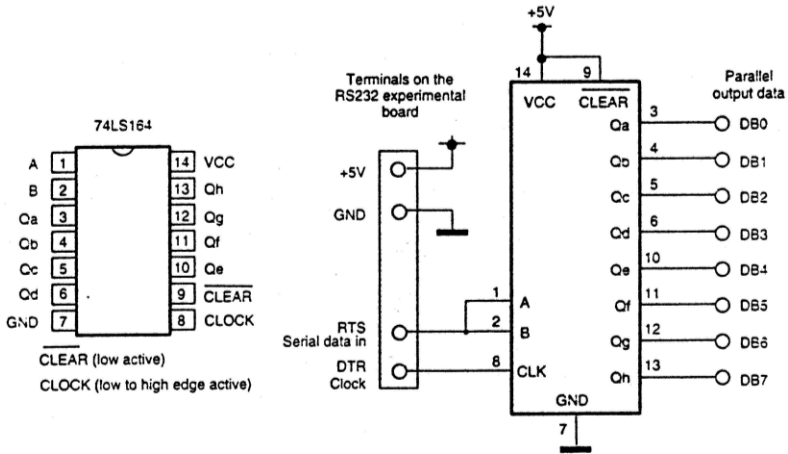 74LS164
A 1 14 VCC
B 2 13 Qh
Qa 3 12 Qg
Qb 4 11 Qf
Qc 5 10 Qe
Qd 6 9 CLEAR
GND 7 8 CLOCK
CLEAR (low active)
CLOCK (low to high edge active)
Terminals on the
RS232 experimental
board
+5V
GND
RTS
Serial data in
DTR
Clock
+5V
14 9
VCC CLEAR
1 A
2 B
8 CLK
GND
7
Parallel
output data
Qa 3 DB0
Qb 4 DB1
Qc 5 DB2
Qd 6 DB3
Qe 10 DB4
Qf 11 DB5
Qg 12 DB6
Qh 13 DB7